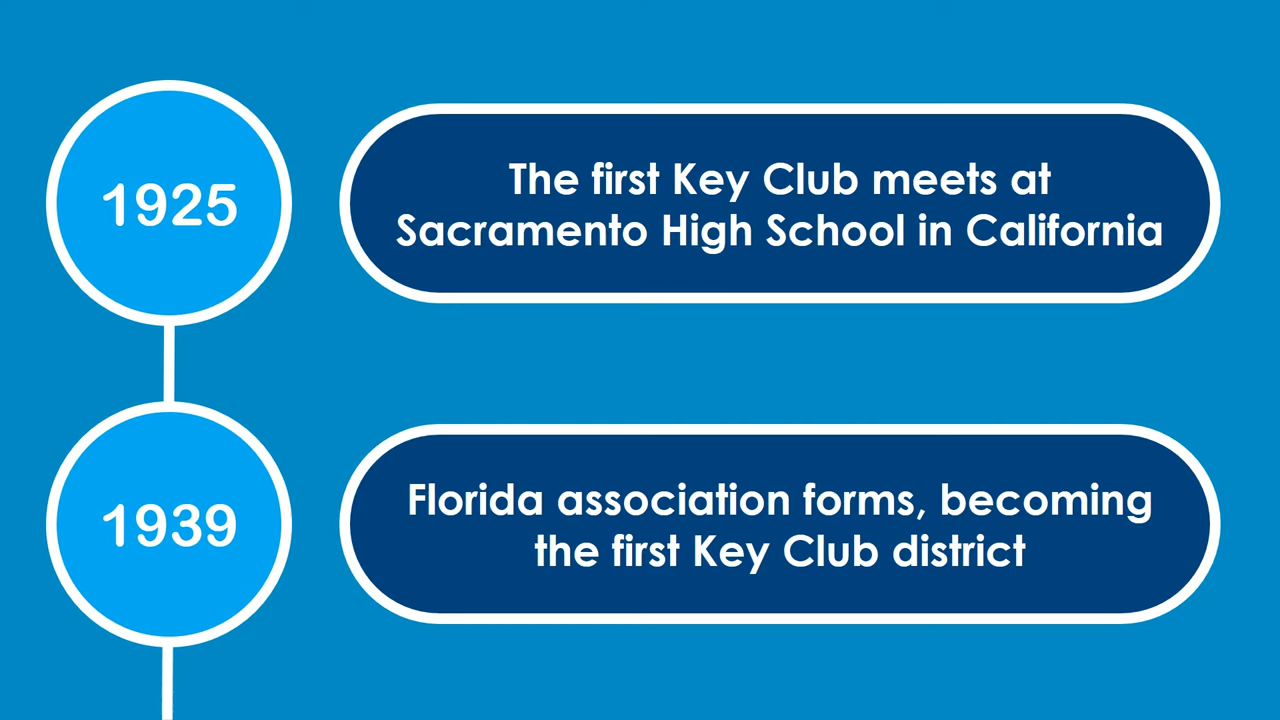 1925
The first Key Club meets at
Sacramento High School in California
1939
Florida association forms, becoming
the first Key Club district